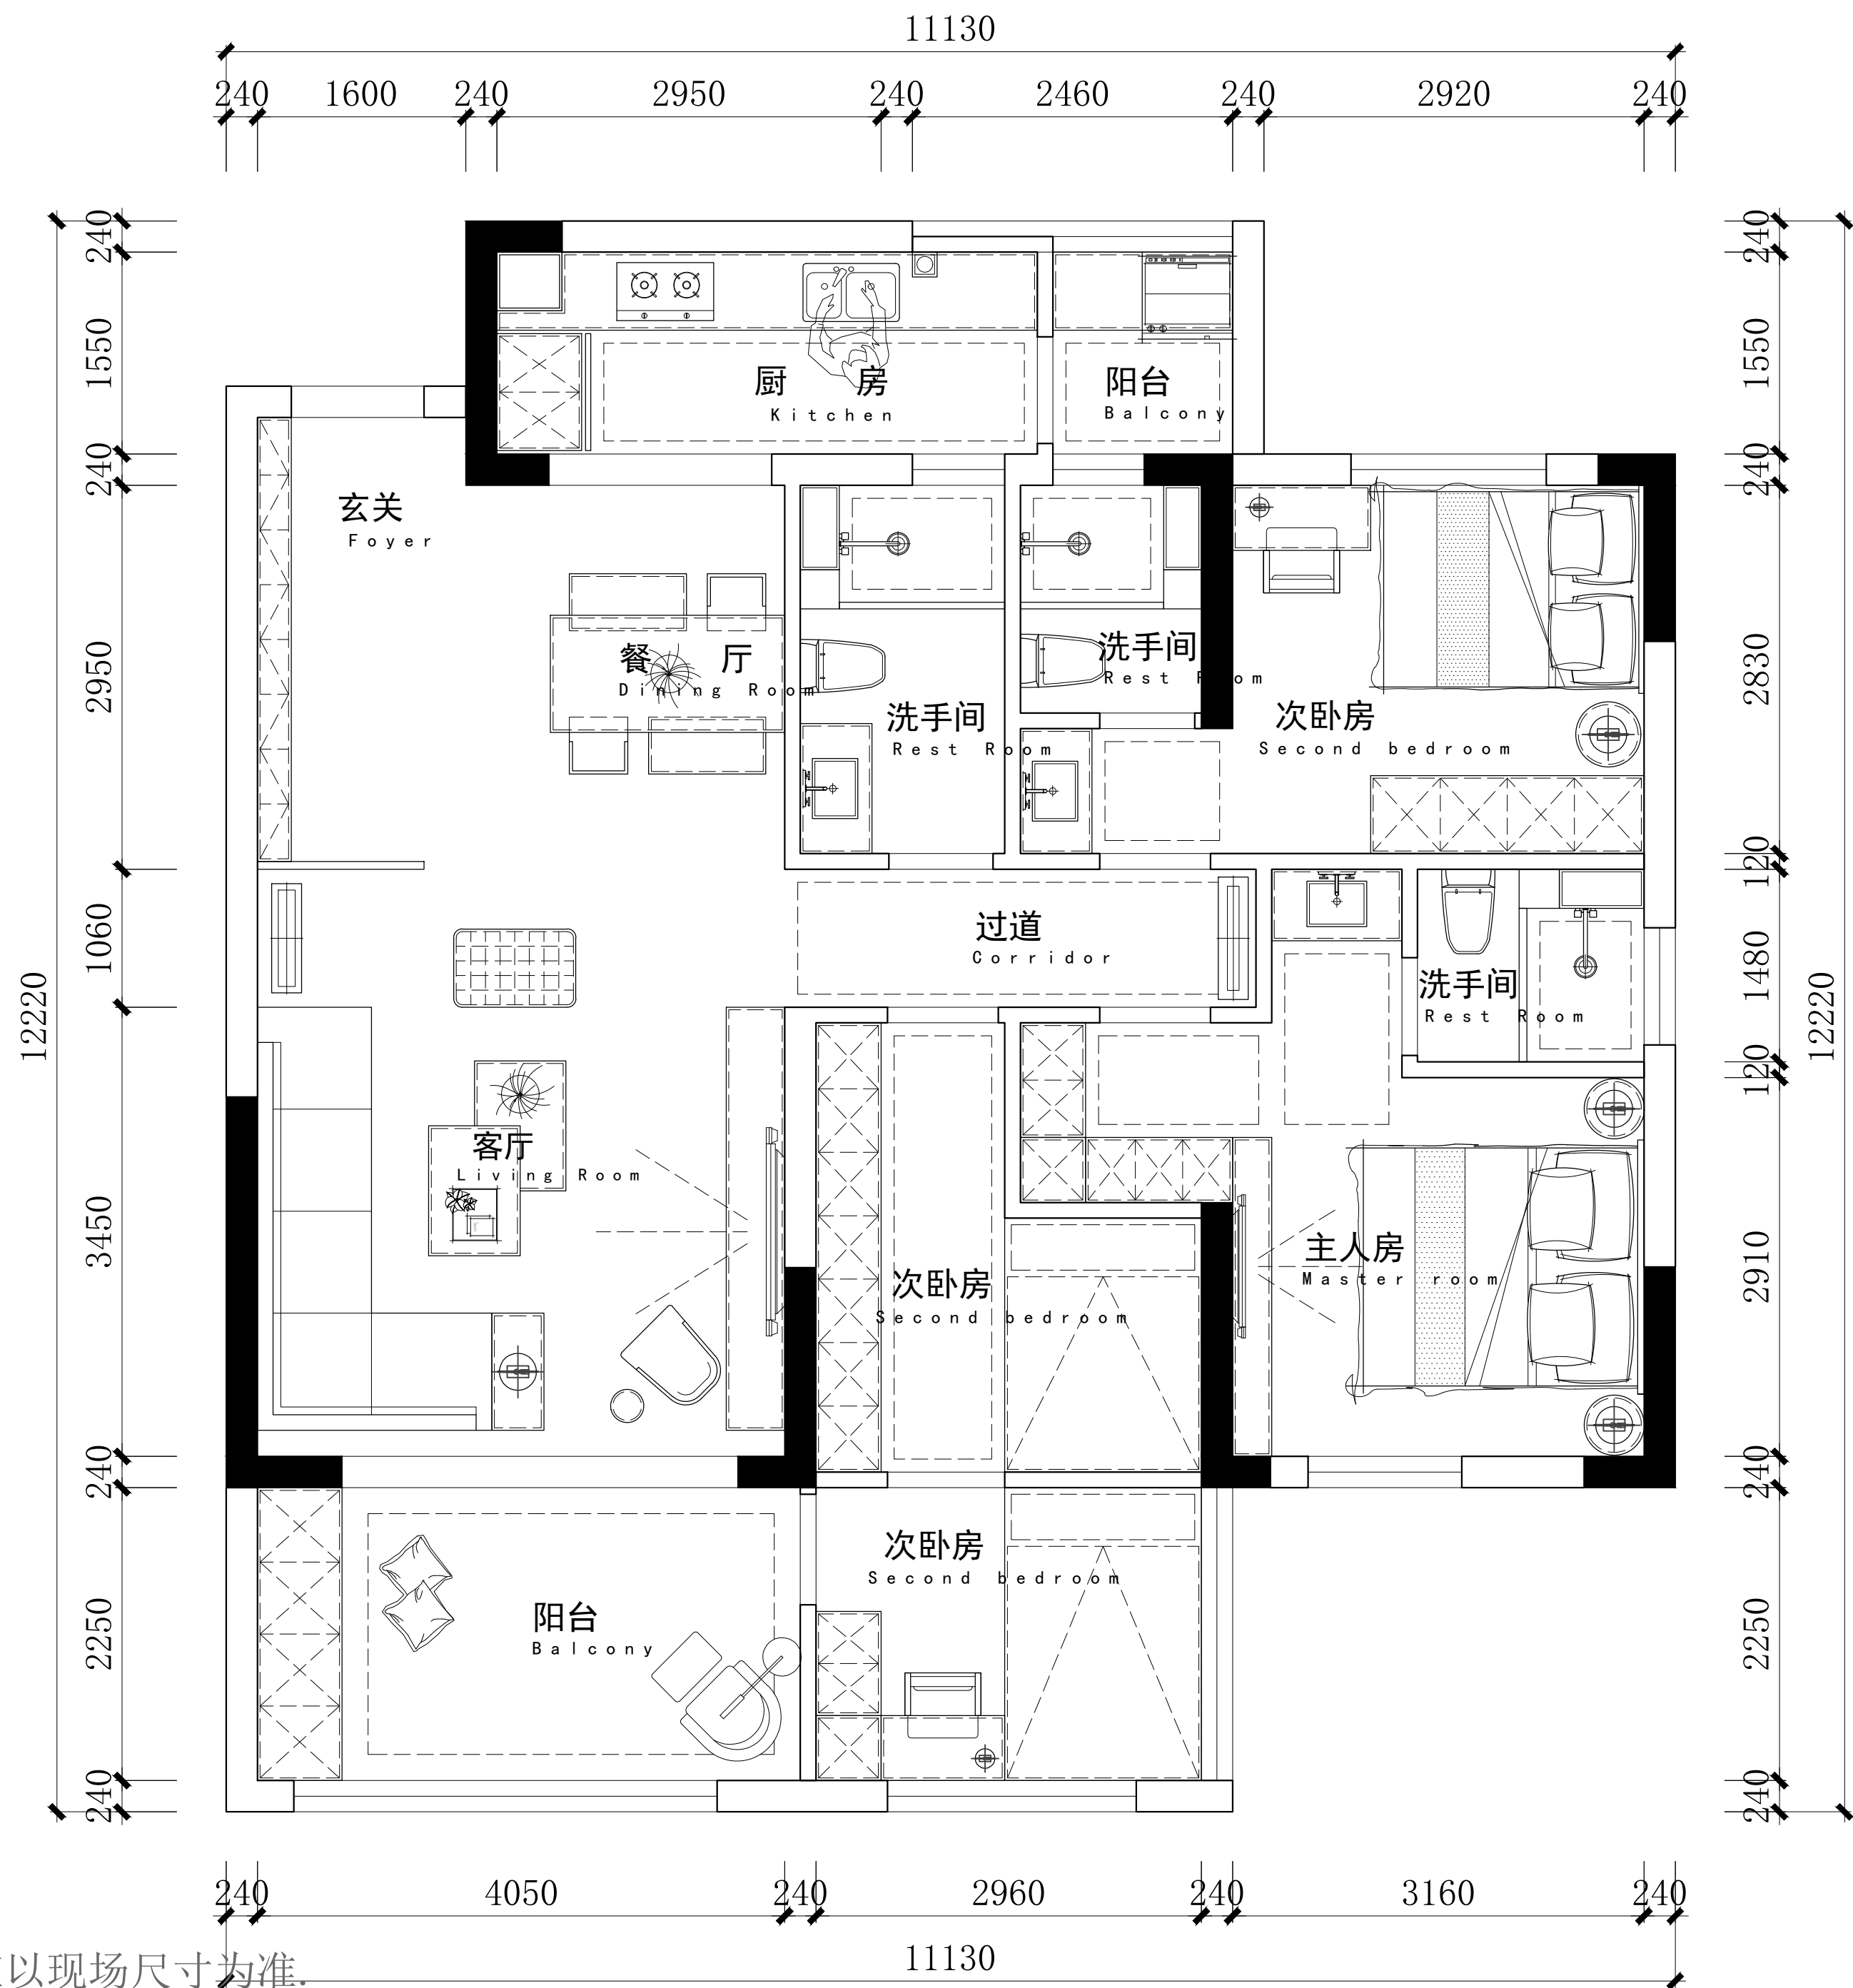 11130
240 1600 240 2950 240 2460 240 2920 240
240
1550
240
2950
1060
3450
240
2250
240
12220
厨 房
Kitchen
阳台
Balcony
玄关
Foyer
餐 厅
Dining Room
洗手间
Rest Room
洗手间
Rest Room
次卧房
Second bedroom
过道
Corridor
洗手间
Rest Room
客厅
Living Room
次卧房
Second bedroom
主人房
Master room
次卧房
Second bedroom
阳台
Balcony
240
1550
240
2830
120
1480
120
2910
240
2250
240
12220
240 4050 240 2960 240 3160 240
11130
以现场尺寸为准.